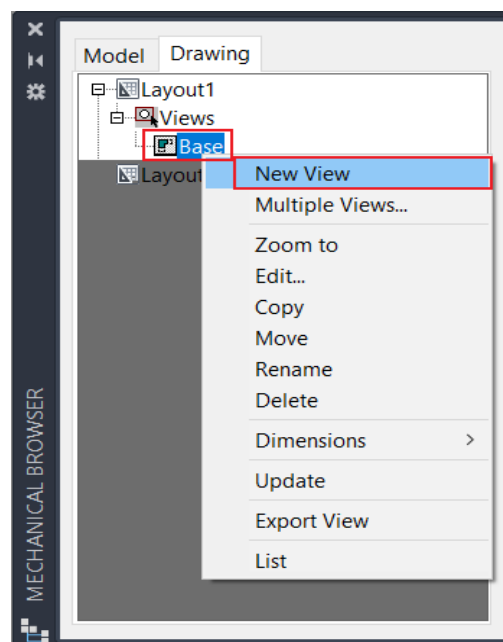 Model Drawing
Layout1
Views
Base
Layou
New View
Multiple Views...
Zoom to
Edit...
Copy
Move
Rename
Delete
Dimensions >
Update
Export View
List
MECHANICAL BROWSER